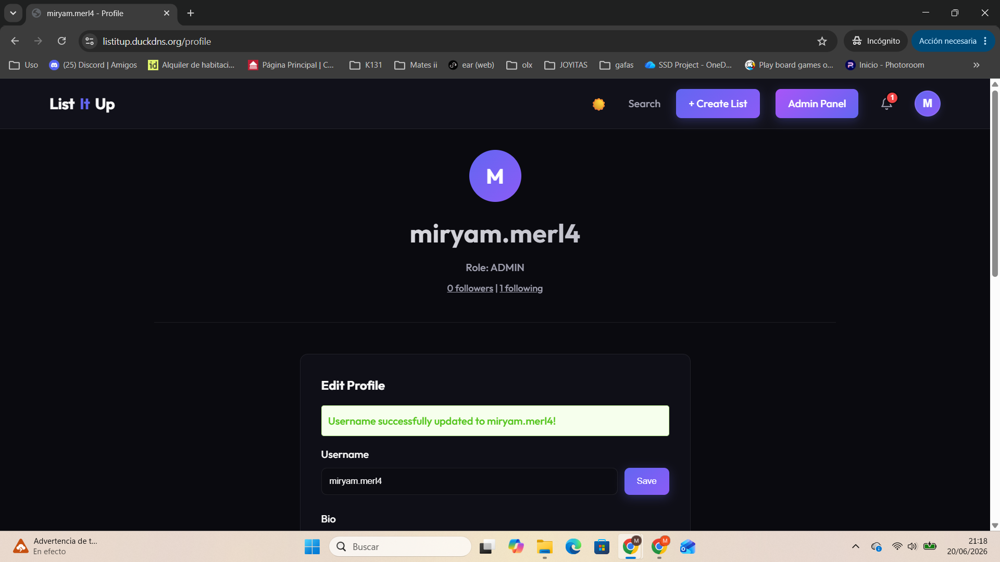 miryam.merl4 - Profile
listitup.duckdns.org/profile
Incógnito
Acción necesaria
Uso
(25) Discord | Amigos
Alquiler de habitaci...
Página Principal | C...
K131
Mates ii
ear (web)
olx
JOYITAS
gafas
SSD Project - OneD...
Play board games o...
Inicio - Photoroom
List It Up
Search
+ Create List
Admin Panel
1
M
M
miryam.merl4
Role: ADMIN
0 followers | 1 following
Edit Profile
Username successfully updated to miryam.merl4!
Username
miryam.merl4
Save
Bio
Advertencia de t...
En efecto
Buscar
M
M
21:18
20/06/2026